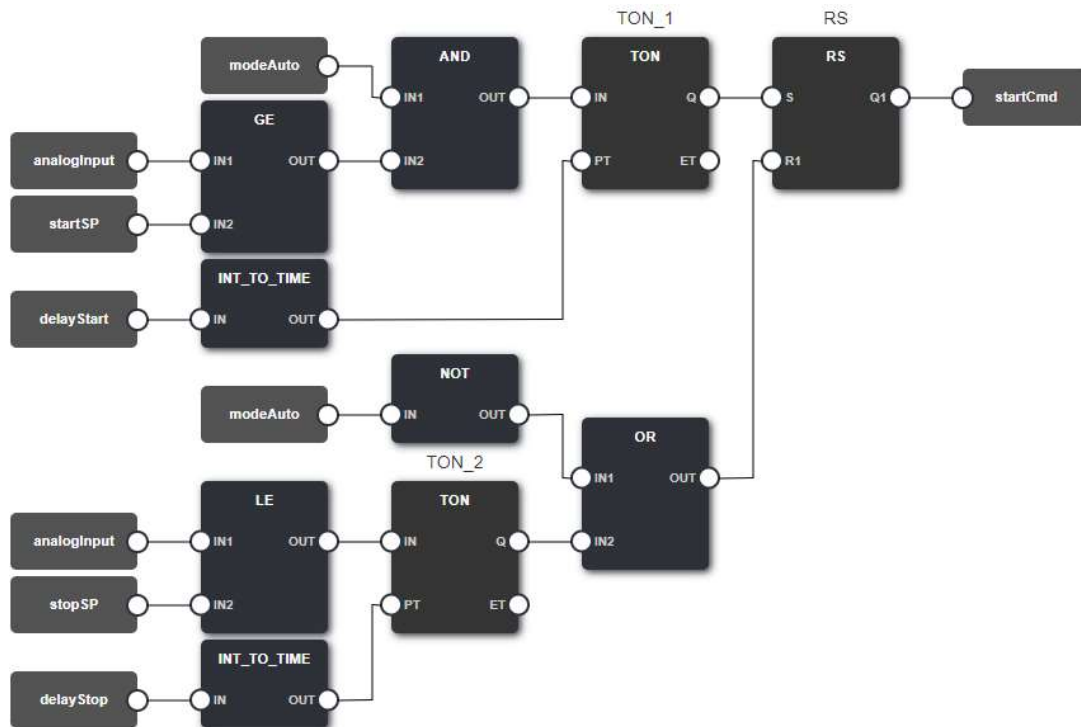 TON_1
RS
modeAuto
AND
IN1
OUT
IN2
TON
IN
Q
PT
ET
RS
S
Q1
R1
startCmd
analogInput
startSP
GE
IN1
OUT
IN2
delayStart
INT_TO_TIME
IN
OUT
modeAuto
NOT
IN
OUT
OR
IN1
OUT
IN2
TON_2
analogInput
stopSP
LE
IN1
OUT
IN2
TON
IN
Q
PT
ET
delayStop
INT_TO_TIME
IN
OUT